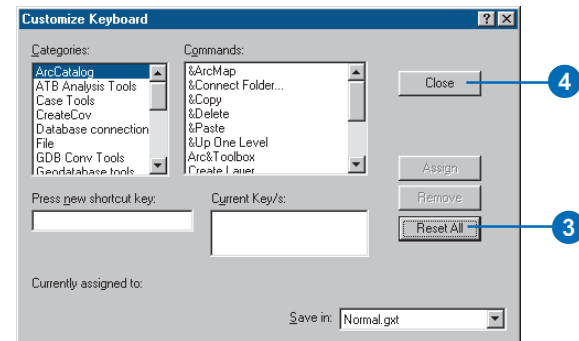 Customize Keyboard
Categories:
ArcCatalog
ATB Analysis Tools
Case Tools
CreateCov
Database connection
File
GDB Conv Tools
Geodatabase tools
Commands:
&ArcMap
&Connect Folder...
&Copy
&Delete
&Paste
&Up One Level
Arc&Toolbox
Create Layer
Close
4
Assign
Remove
Reset All
3
Press new shortcut key:
Current Key/s:
Currently assigned to:
Save in:
Normal.gxt